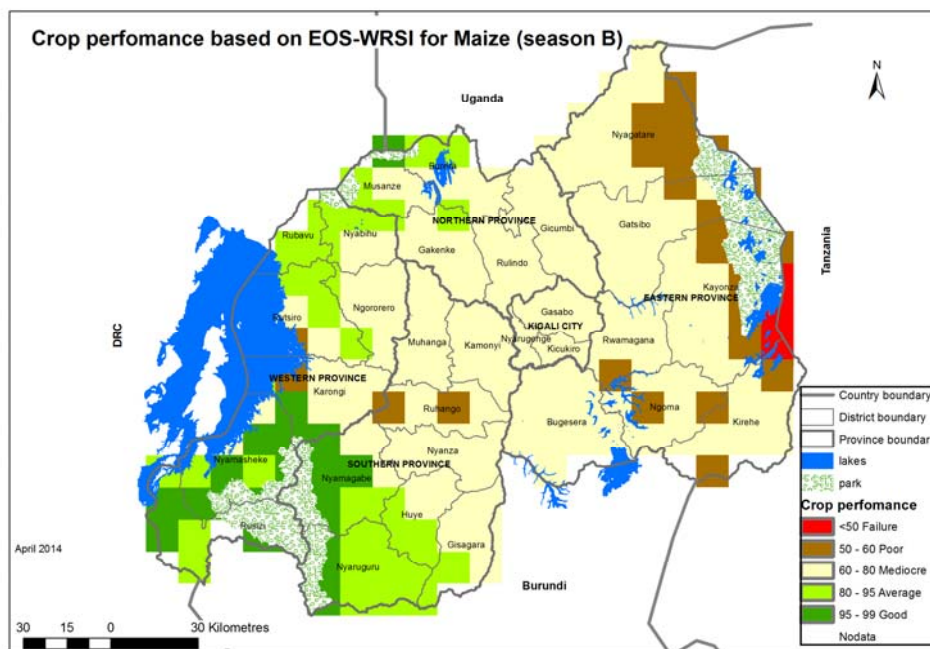 Crop perfomance based on EOS-WRSI for Maize (season B)
N
Uganda
Nyagatare
Burera
Musanze
NORTHERN PROVINCE
Gicumbi
Gatsibo
Rubavu
Nyabihu
Gakenke
Rulindo
Tanzania
Kayonza
EASTERN PROVINCE
Rutsiro
Ngororero
Gasabo
KIGALI CITY
Nyarugenge
Kicukiro
Rwamagana
DRC
Muhanga
Kamonyi
WESTERN PROVINCE
Karongi
Ruhango
Bugesera
Ngoma
Kirehe
Nyanza
SOUTHERN PROVINCE
Nyamasheke
Nyamagabe
Rusizi
Huye
Gisagara
Nyaruguru
Burundi
April 2014
30 15 0 30 Kilometres
Country boundary
District boundary
Province boundar
lakes
park
Crop perfomance
<50 Failure
50 - 60 Poor
60 - 80 Mediocre
80 - 95 Average
95 - 99 Good
Nodata